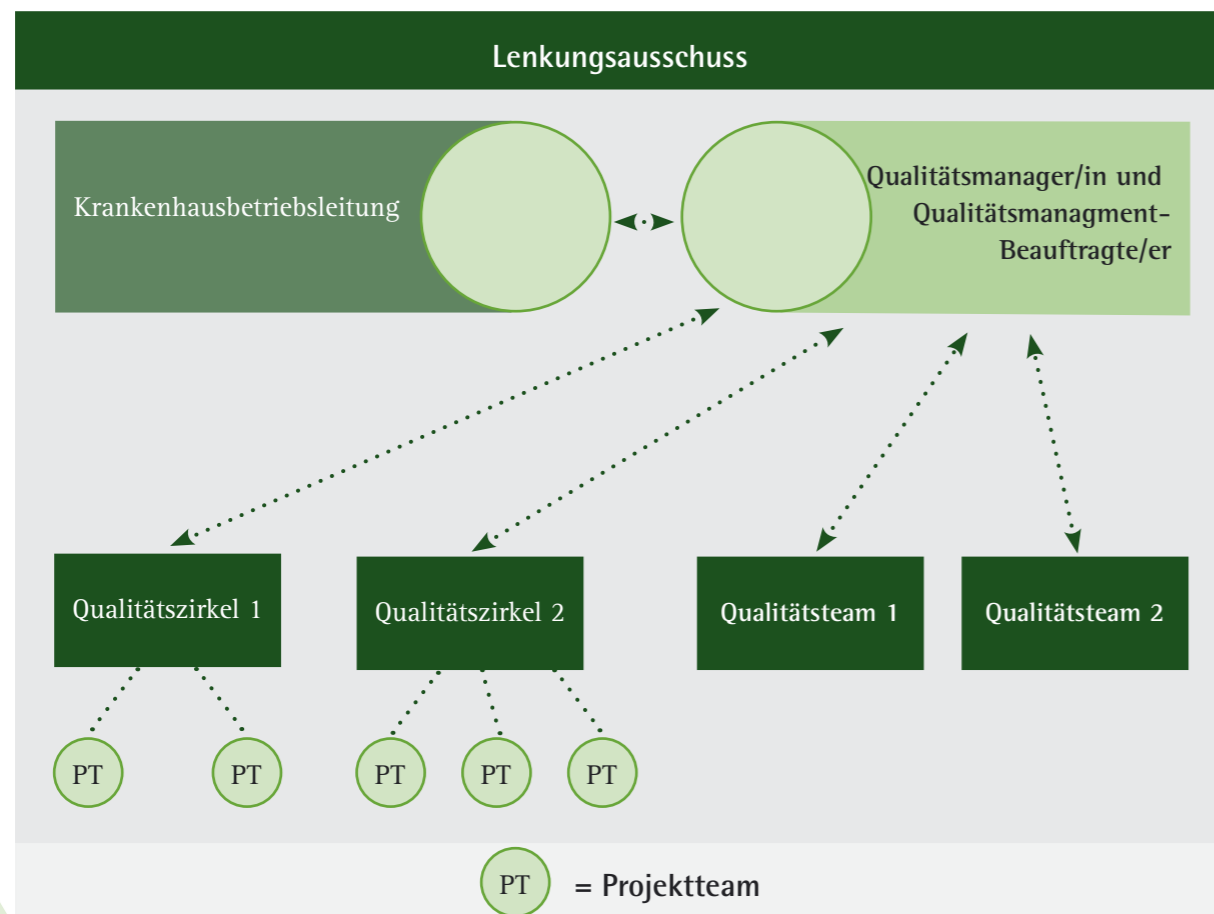 Lenkungsausschuss
Krankenhausbetriebsleitung
Qualitätsmanager/in und
Qualitätsmanagment-
Beauftragte/er
Qualitätszirkel 1
Qualitätszirkel 2
Qualitätsteam 1
Qualitätsteam 2
PT
PT
PT
PT
PT
PT = Projektteam